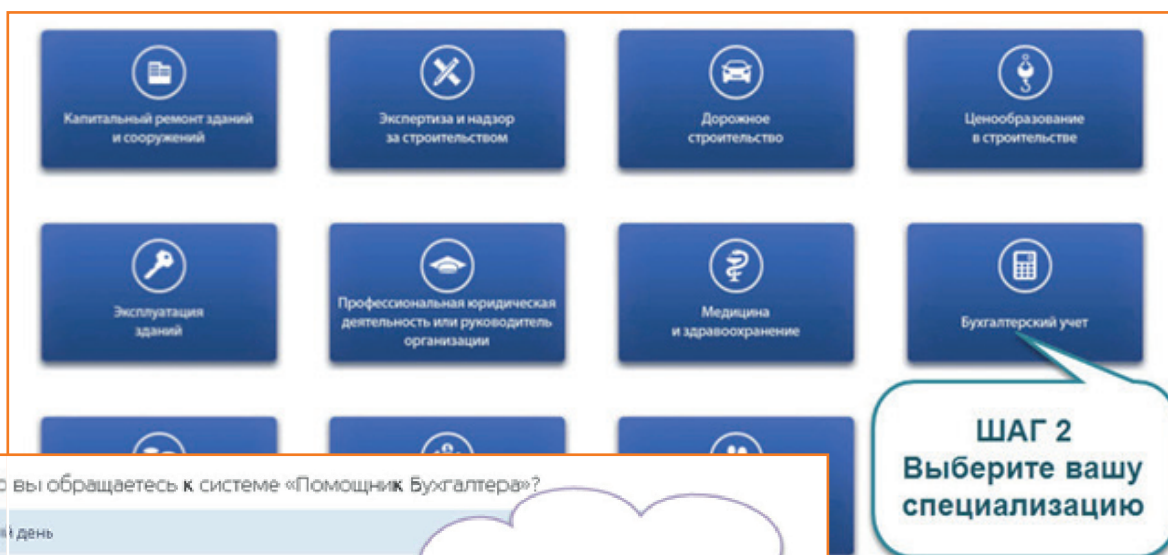 Капитальный ремонт зданий
и сооружений
Экспертиза и надзор
за строительством
Дорожное
строительство
Ценообразование
в строительстве
Эксплуатация
зданий
Профессиональная юридическая
деятельность или руководитель
организации
Медицина
и здравоохранение
Бухгалтерский учет
ШАГ 2
Выберите вашу
специализацию
вы обращаетесь к системе «Помощник Бухгалтера»?
день